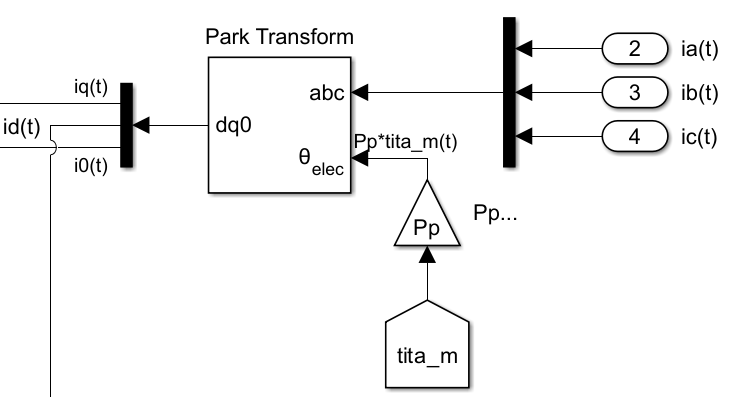 Park Transform
abc
dq0
θelec
iq(t)
id(t)
i0(t)
2
ia(t)
3
ib(t)
4
ic(t)
Pp*tita_m(t)
Pp
Pp...
tita_m